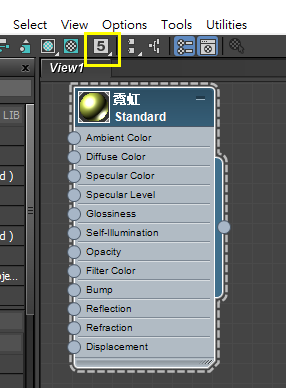 Select View Options Tools Utilities
5
View1
LIB
霓虹
Standard
Ambient Color
Diffuse Color
d )
Specular Color
Specular Level
Glossiness
d )
Self-Illumination
Opacity
oje...
Filter Color
Bump
Reflection
Refraction
Displacement